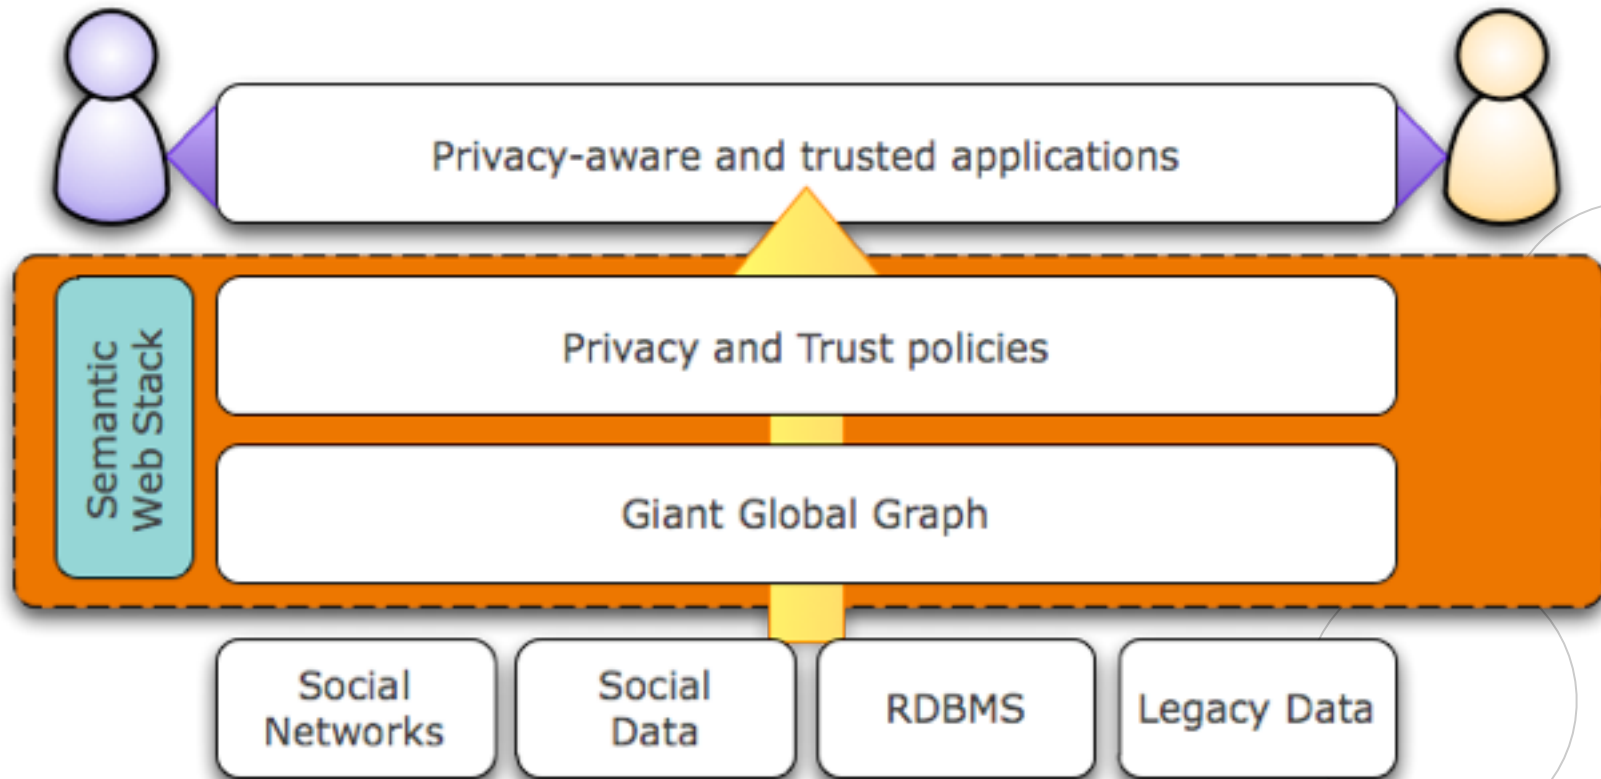 Privacy-aware and trusted applications
Semantic
Web Stack
Privacy and Trust policies
Giant Global Graph
Social
Networks
Social
Data
RDBMS
Legacy Data